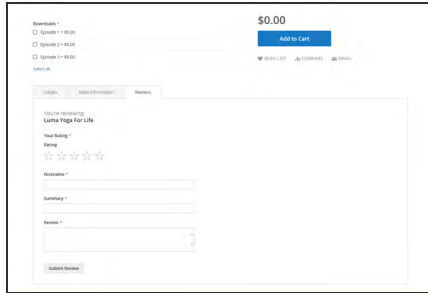 Downloads *
Episode 1 + $9.00
Episode 2 + $9.00
Episode 3 + $9.00
Select all
$0.00
Add to Cart
WISH LIST COMPARE EMAIL
Details More Information Reviews
You're reviewing:
Luma Yoga For Life
Your Rating *
Rating
Nickname *
Summary *
Review *
Submit Review